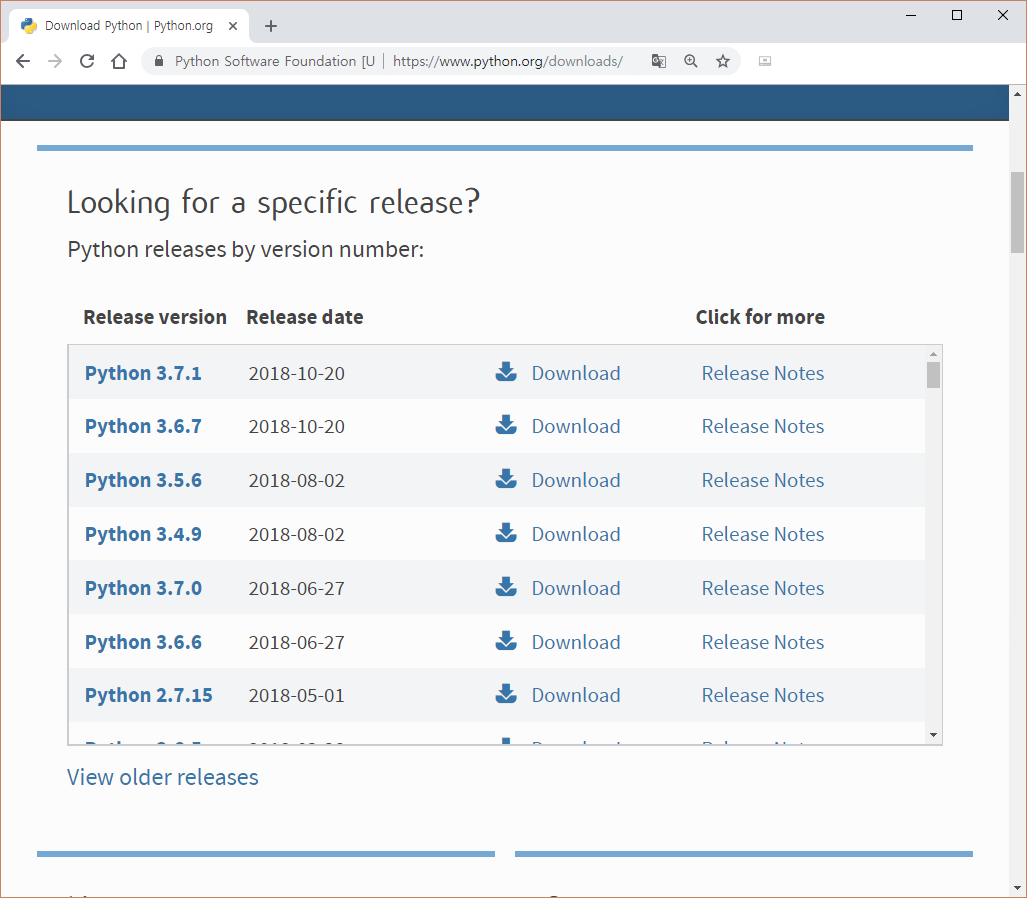 Download Python | Python.org
Python Software Foundation [U https://www.python.org/downloads/
Looking for a specific release?
Python releases by version number:
Release version Release date Click for more
Python 3.7.1 2018-10-20 Download Release Notes
Python 3.6.7 2018-10-20 Download Release Notes
Python 3.5.6 2018-08-02 Download Release Notes
Python 3.4.9 2018-08-02 Download Release Notes
Python 3.7.0 2018-06-27 Download Release Notes
Python 3.6.6 2018-06-27 Download Release Notes
Python 2.7.15 2018-05-01 Download Release Notes
View older releases